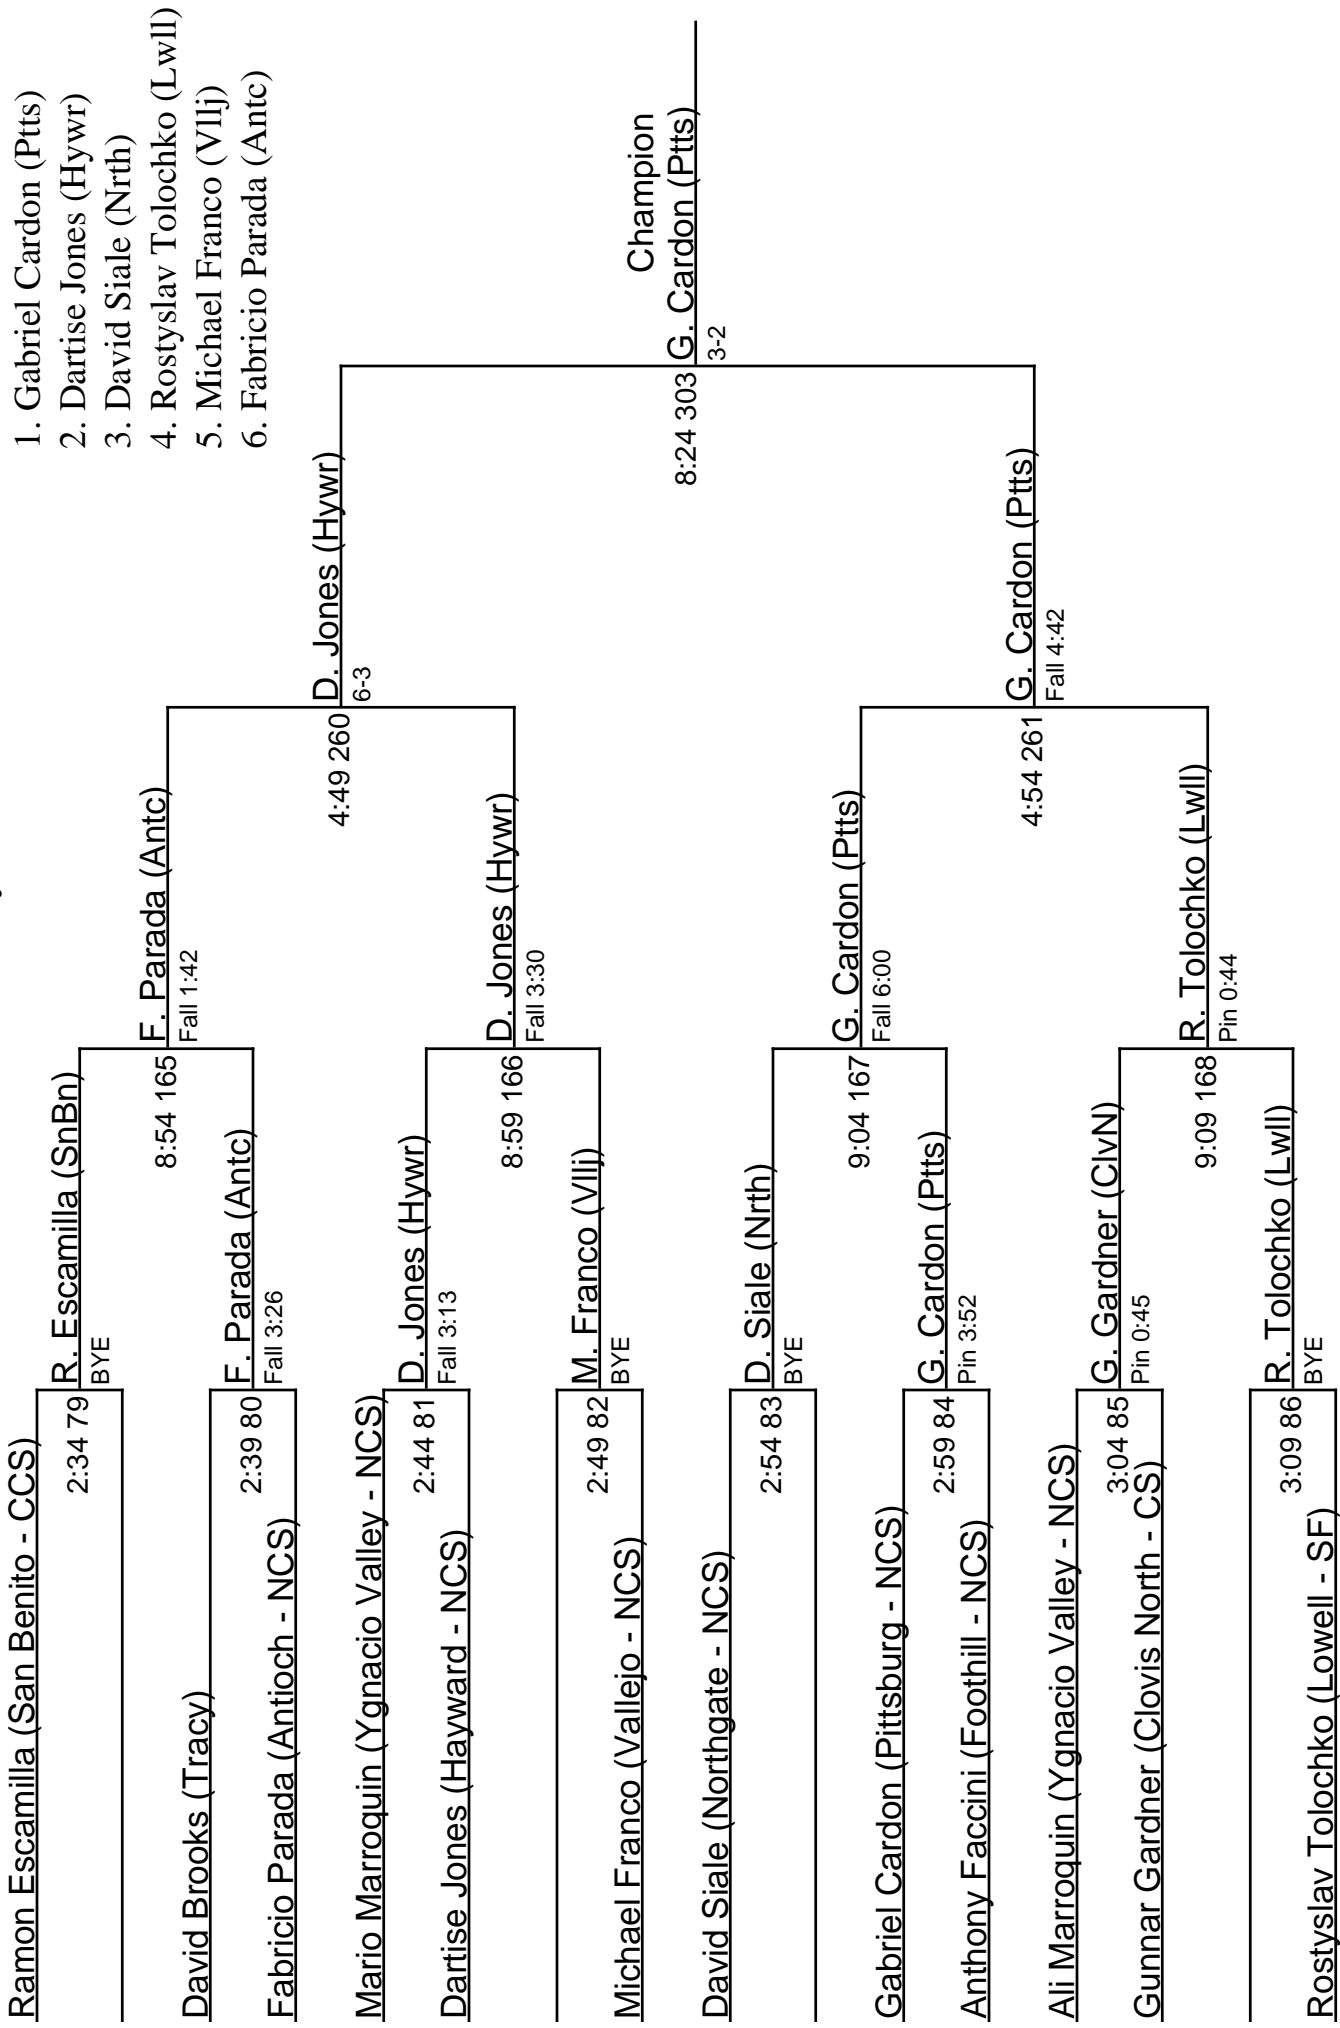 1. Gabriel Cardon (Ptts)
2. Dartise Jones (Hywr)
3. David Siale (Nrth)
4. Rostyslav Tolochko (Lwll)
5. Michael Franco (Vllj)
6. Fabricio Parada (Antc)
Ramon Escamilla (San Benito - CCS)
2:34 79
R. Escamilla (SnBn)
BYE
David Brooks (Tracy)
2:39 80
Fabricio Parada (Antioch - NCS)
F. Parada (Antc)
Fall 3:26
8:54 165
F. Parada (Antc)
Fall 1:42
Mario Marroquin (Ygnacio Valley - NCS)
2:44 81
Dartise Jones (Hayward - NCS)
D. Jones (Hywr)
Fall 3:13
2:49 82
Michael Franco (Vallejo - NCS)
M. Franco (Vllj)
BYE
8:59 166
D. Jones (Hywr)
Fall 3:30
4:49 260
D. Jones (Hywr)
6-3
David Siale (Northgate - NCS)
2:54 83
D. Siale (Nrth)
BYE
Gabriel Cardon (Pittsburg - NCS)
2:59 84
Anthony Faccini (Foothill - NCS)
G. Cardon (Ptts)
Pin 3:52
9:04 167
G. Cardon (Ptts)
Fall 6:00
Ali Marroquin (Ygnacio Valley - NCS)
3:04 85
Gunnar Gardner (Clovis North - CS)
G. Gardner (ClvN)
Pin 0:45
3:09 86
Rostyslav Tolochko (Lowell - SF)
R. Tolochko (Lwll)
BYE
9:09 168
R. Tolochko (Lwll)
Pin 0:44
4:54 261
G. Cardon (Ptts)
Fall 4:42
8:24 303
Champion
G. Cardon (Ptts)
3-2